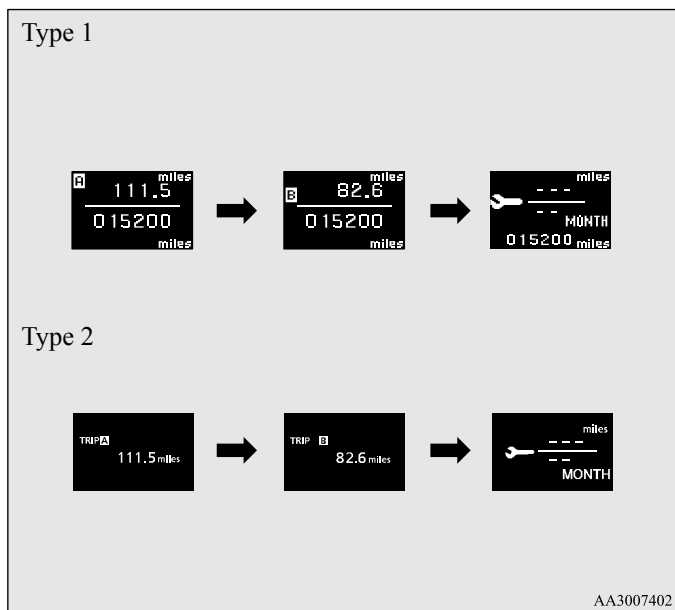 Type 1
A miles
111.5
015200
miles
B miles
82.6
015200
miles
miles
---
--
MONTH
015200 miles
Type 2
TRIP A
111.5 miles
TRIP B
82.6 miles
miles
---
--
MONTH
AA3007402